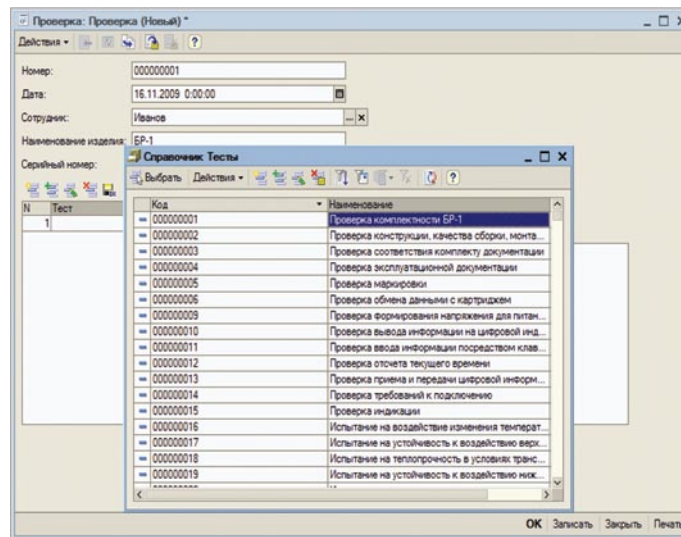 Проверка: Проверка (Новый) *
Действия
Номер: 000000001
Дата: 16.11.2009 0:00:00
Сотрудник: Иванов
Наименование изделия: БР-1
Серийный номер:
N Тест
1
Справочник: Тесты
Выбрать Действия
Код Наименование
000000001 Проверка комплектности БР-1
000000002 Проверка конструкции, качества сборки, монта...
000000003 Проверка соответствия комплекту документации
000000004 Проверка эксплуатационной документации
000000005 Проверка маркировки
000000006 Проверка обмена данными с картриджем
000000009 Проверка формирования напряжения для питан...
000000010 Проверка вывода информации на цифровой инд...
000000011 Проверка ввода информации посредством клав...
000000012 Проверка отсчета текущего времени
000000013 Проверка приема и передачи цифровой информ...
000000014 Проверка требований к подключению
000000015 Проверка индикации
000000016 Испытание на воздействие изменения температ...
000000017 Испытание на устойчивость к воздействию верх...
000000018 Испытание на теплопрочность в условиях транс...
000000019 Испытание на устойчивость к воздействию ниж...
OK Записать Закрыть Печать